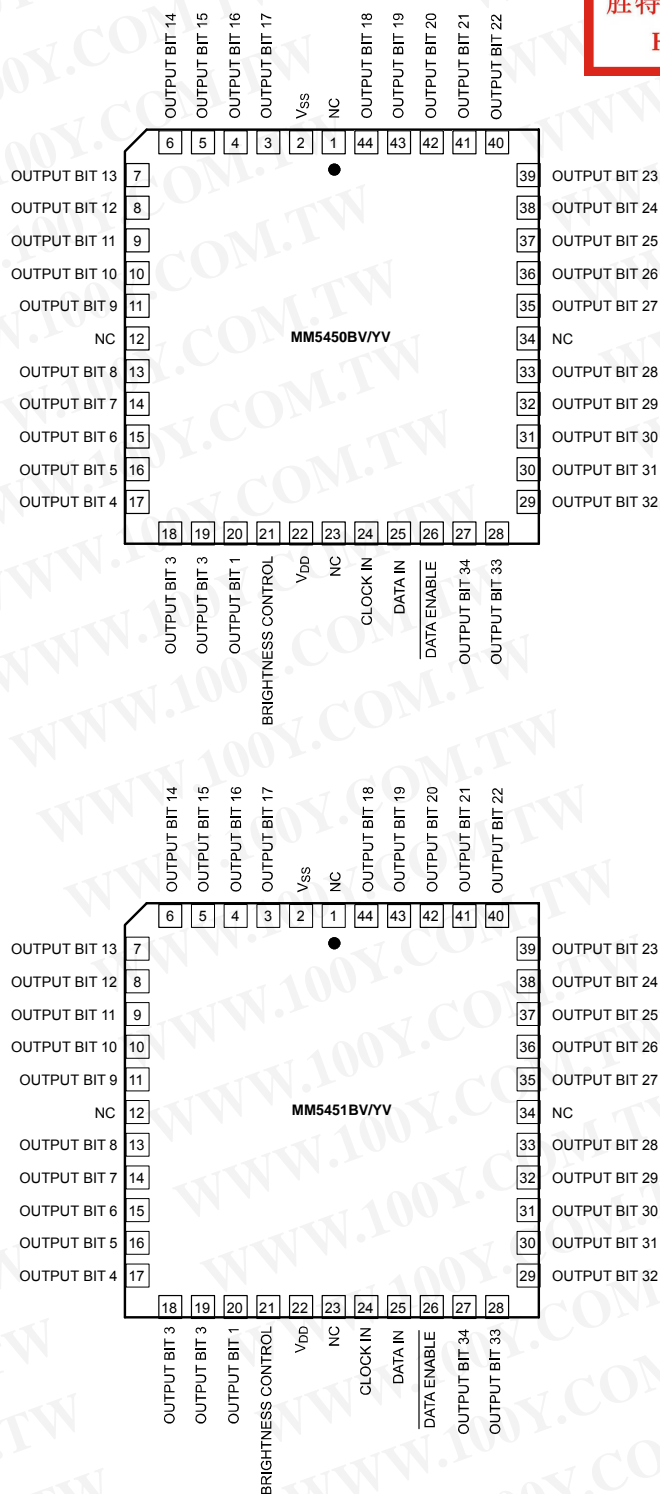 胜特
OUTPUT BIT 14
OUTPUT BIT 15
OUTPUT BIT 16
OUTPUT BIT 17
VSS
NC
OUTPUT BIT 18
OUTPUT BIT 19
OUTPUT BIT 20
OUTPUT BIT 21
OUTPUT BIT 22
6 5 4 3 2 1 44 43 42 41 40
OUTPUT BIT 13 7 39 OUTPUT BIT 23
OUTPUT BIT 12 8 38 OUTPUT BIT 24
OUTPUT BIT 11 9 37 OUTPUT BIT 25
OUTPUT BIT 10 10 36 OUTPUT BIT 26
OUTPUT BIT 9 11 35 OUTPUT BIT 27
NC 12 MM5450BV/YV 34 NC
OUTPUT BIT 8 13 33 OUTPUT BIT 28
OUTPUT BIT 7 14 32 OUTPUT BIT 29
OUTPUT BIT 6 15 31 OUTPUT BIT 30
OUTPUT BIT 5 16 30 OUTPUT BIT 31
OUTPUT BIT 4 17 29 OUTPUT BIT 32
18 19 20 21 22 23 24 25 26 27 28
OUTPUT BIT 3
OUTPUT BIT 3
OUTPUT BIT 1
BRIGHTNESS CONTROL
VDD
NC
CLOCK IN
DATA IN
DATA ENABLE
OUTPUT BIT 34
OUTPUT BIT 33
OUTPUT BIT 14
OUTPUT BIT 15
OUTPUT BIT 16
OUTPUT BIT 17
VSS
NC
OUTPUT BIT 18
OUTPUT BIT 19
OUTPUT BIT 20
OUTPUT BIT 21
OUTPUT BIT 22
6 5 4 3 2 1 44 43 42 41 40
OUTPUT BIT 13 7 39 OUTPUT BIT 23
OUTPUT BIT 12 8 38 OUTPUT BIT 24
OUTPUT BIT 11 9 37 OUTPUT BIT 25
OUTPUT BIT 10 10 36 OUTPUT BIT 26
OUTPUT BIT 9 11 35 OUTPUT BIT 27
NC 12 MM5451BV/YV 34 NC
OUTPUT BIT 8 13 33 OUTPUT BIT 28
OUTPUT BIT 7 14 32 OUTPUT BIT 29
OUTPUT BIT 6 15 31 OUTPUT BIT 30
OUTPUT BIT 5 16 30 OUTPUT BIT 31
OUTPUT BIT 4 17 29 OUTPUT BIT 32
18 19 20 21 22 23 24 25 26 27 28
OUTPUT BIT 3
OUTPUT BIT 3
OUTPUT BIT 1
BRIGHTNESS CONTROL
VDD
NC
CLOCK IN
DATA IN
DATA ENABLE
OUTPUT BIT 34
OUTPUT BIT 33
WWW.100Y.COM.TW